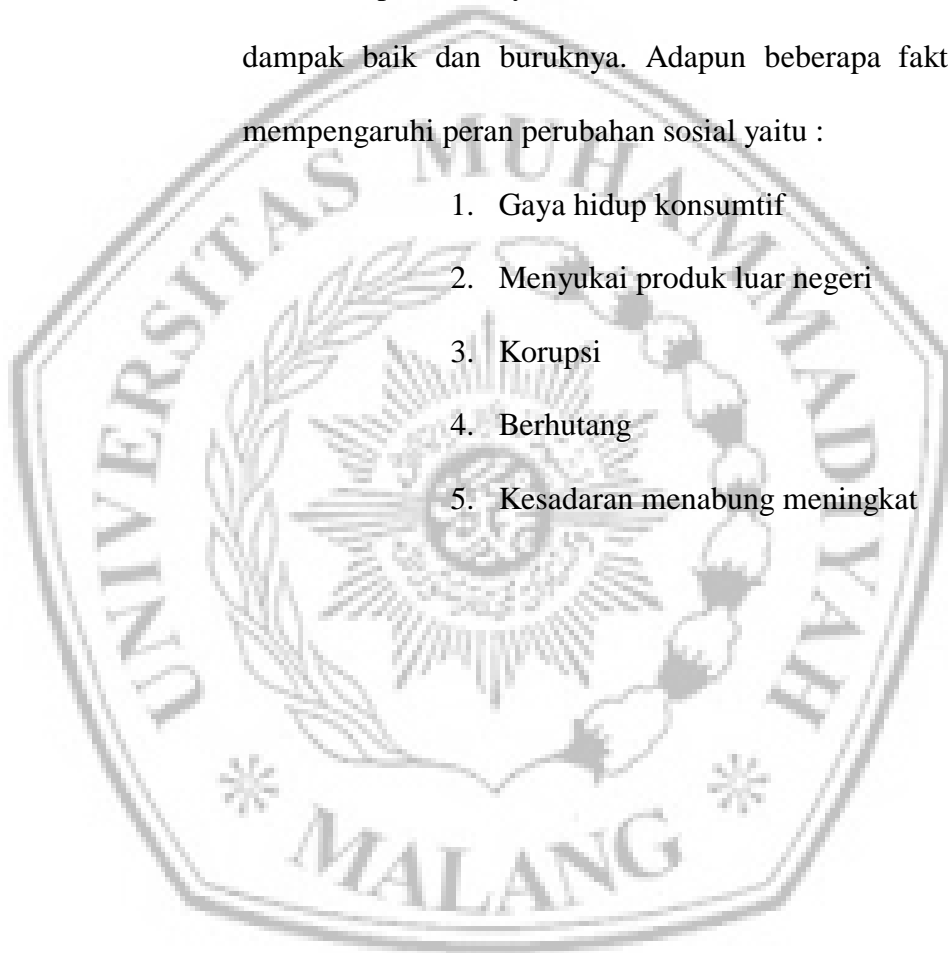 dampak baik dan buruknya. Adapun beberapa fakt
mempengaruhi peran perubahan sosial yaitu :
1. Gaya hidup konsumtif
2. Menyukai produk luar negeri
3. Korupsi
4. Berhutang
5. Kesadaran menabung meningkat
UNIVERSITAS MUHAMMADIYAH
MALANG